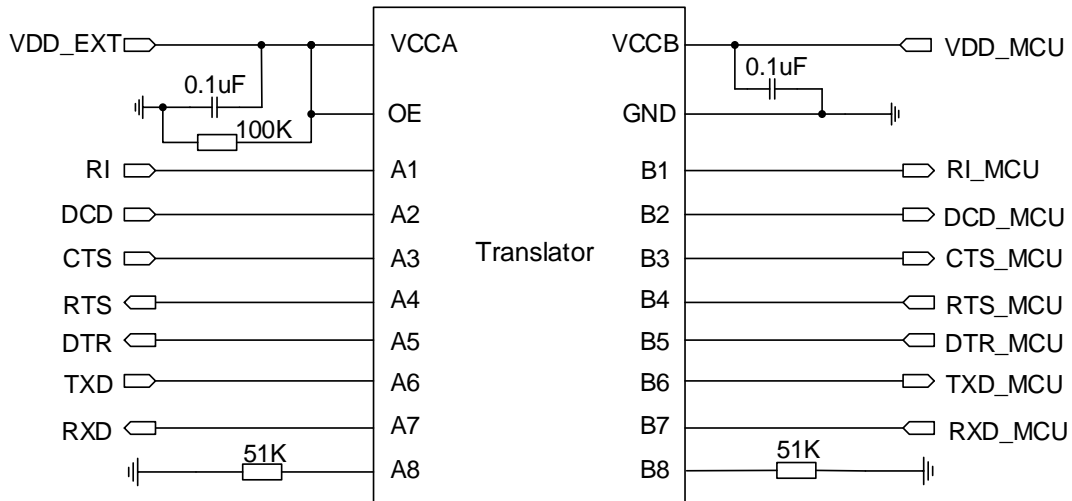 VDD_EXT VCCA VCCB VDD_MCU
0.1uF 0.1uF
OE GND
100K
RI A1 B1 RI_MCU
DCD A2 B2 DCD_MCU
CTS A3 Translator B3 CTS_MCU
RTS A4 B4 RTS_MCU
DTR A5 B5 DTR_MCU
TXD A6 B6 TXD_MCU
RXD A7 B7 RXD_MCU
51K 51K
A8 B8